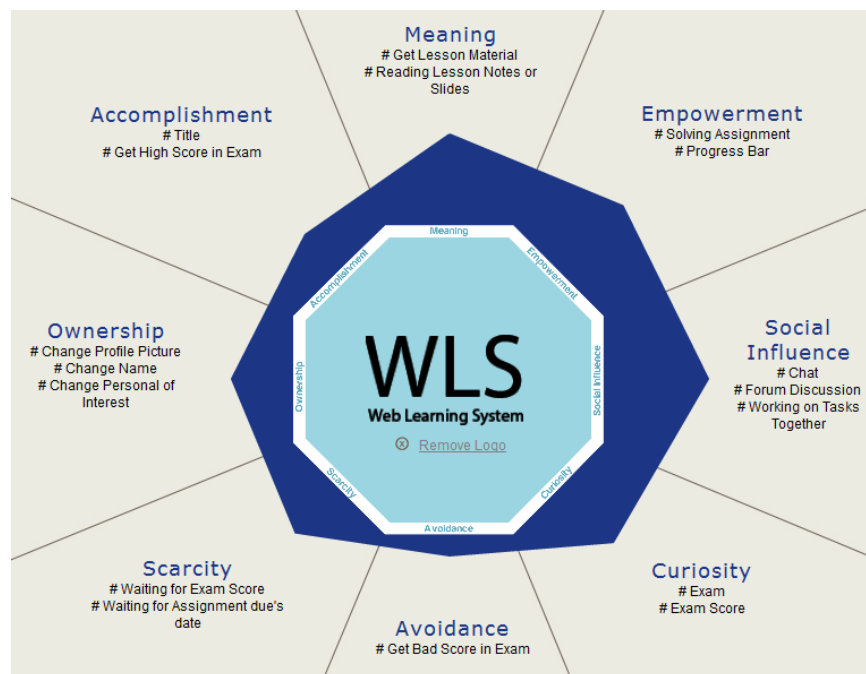 Meaning
# Get Lesson Material
# Reading Lesson Notes or
Slides
Accomplishment
# Title
# Get High Score in Exam
Empowerment
# Solving Assignment
# Progress Bar
Ownership
# Change Profile Picture
# Change Name
# Change Personal of
Interest
Meaning
Accomplishment
Empowerment
Ownership
Social Influence
WLS
Web Learning System
Remove Logo
Scarcity
Curiosity
Avoidance
Social
Influence
# Chat
# Forum Discussion
# Working on Tasks
Together
Scarcity
# Waiting for Exam Score
# Waiting for Assignment due's
date
Avoidance
# Get Bad Score in Exam
Curiosity
# Exam
# Exam Score